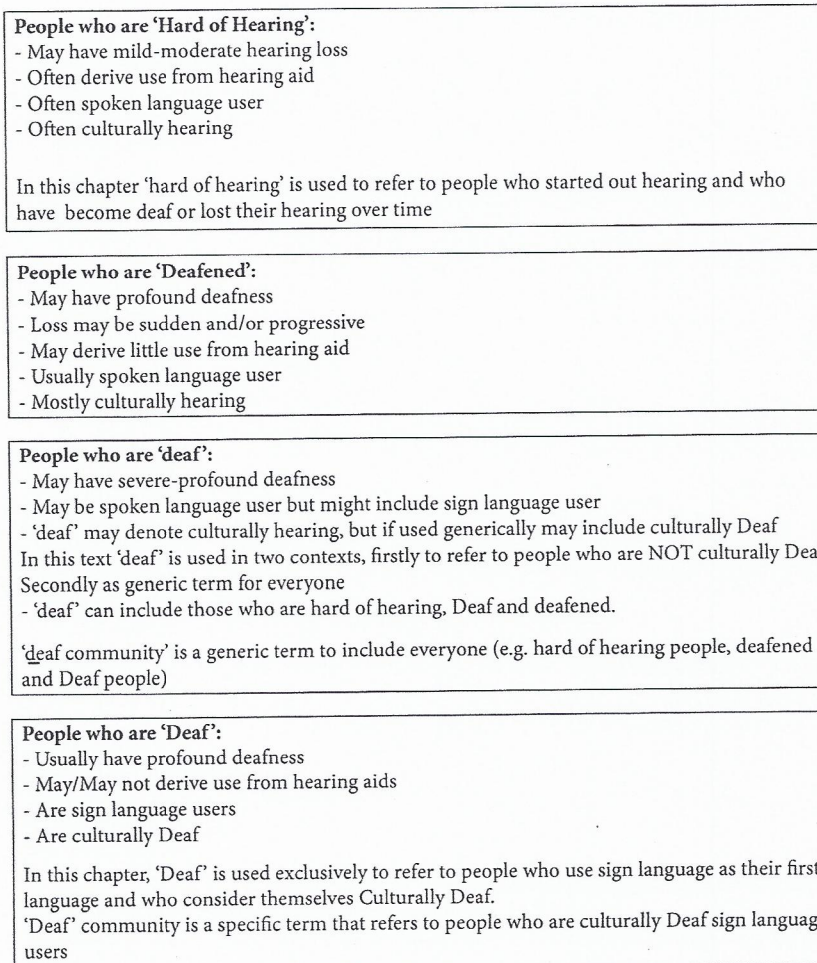 People who are ‘Hard of Hearing’:
- May have mild-moderate hearing loss
- Often derive use from hearing aid
- Often spoken language user
- Often culturally hearing
In this chapter ‘hard of hearing’ is used to refer to people who started out hearing and who
have become deaf or lost their hearing over time
People who are ‘Deafened’:
- May have profound deafness
- Loss may be sudden and/or progressive
- May derive little use from hearing aid
- Usually spoken language user
- Mostly culturally hearing
People who are ‘deaf’:
- May have severe-profound deafness
- May be spoken language user but might include sign language user
- ‘deaf’ may denote culturally hearing, but if used generically may include culturally Deaf
In this text ‘deaf’ is used in two contexts, firstly to refer to people who are NOT culturally Dea
Secondly as generic term for everyone
- ‘deaf’ can include those who are hard of hearing, Deaf and deafened.
‘deaf community’ is a generic term to include everyone (e.g. hard of hearing people, deafened
and Deaf people)
People who are ‘Deaf’:
- Usually have profound deafness
- May/May not derive use from hearing aids
- Are sign language users
- Are culturally Deaf
In this chapter, ‘Deaf’ is used exclusively to refer to people who use sign language as their first
language and who consider themselves Culturally Deaf.
‘Deaf’ community is a specific term that refers to people who are culturally Deaf sign languag
users